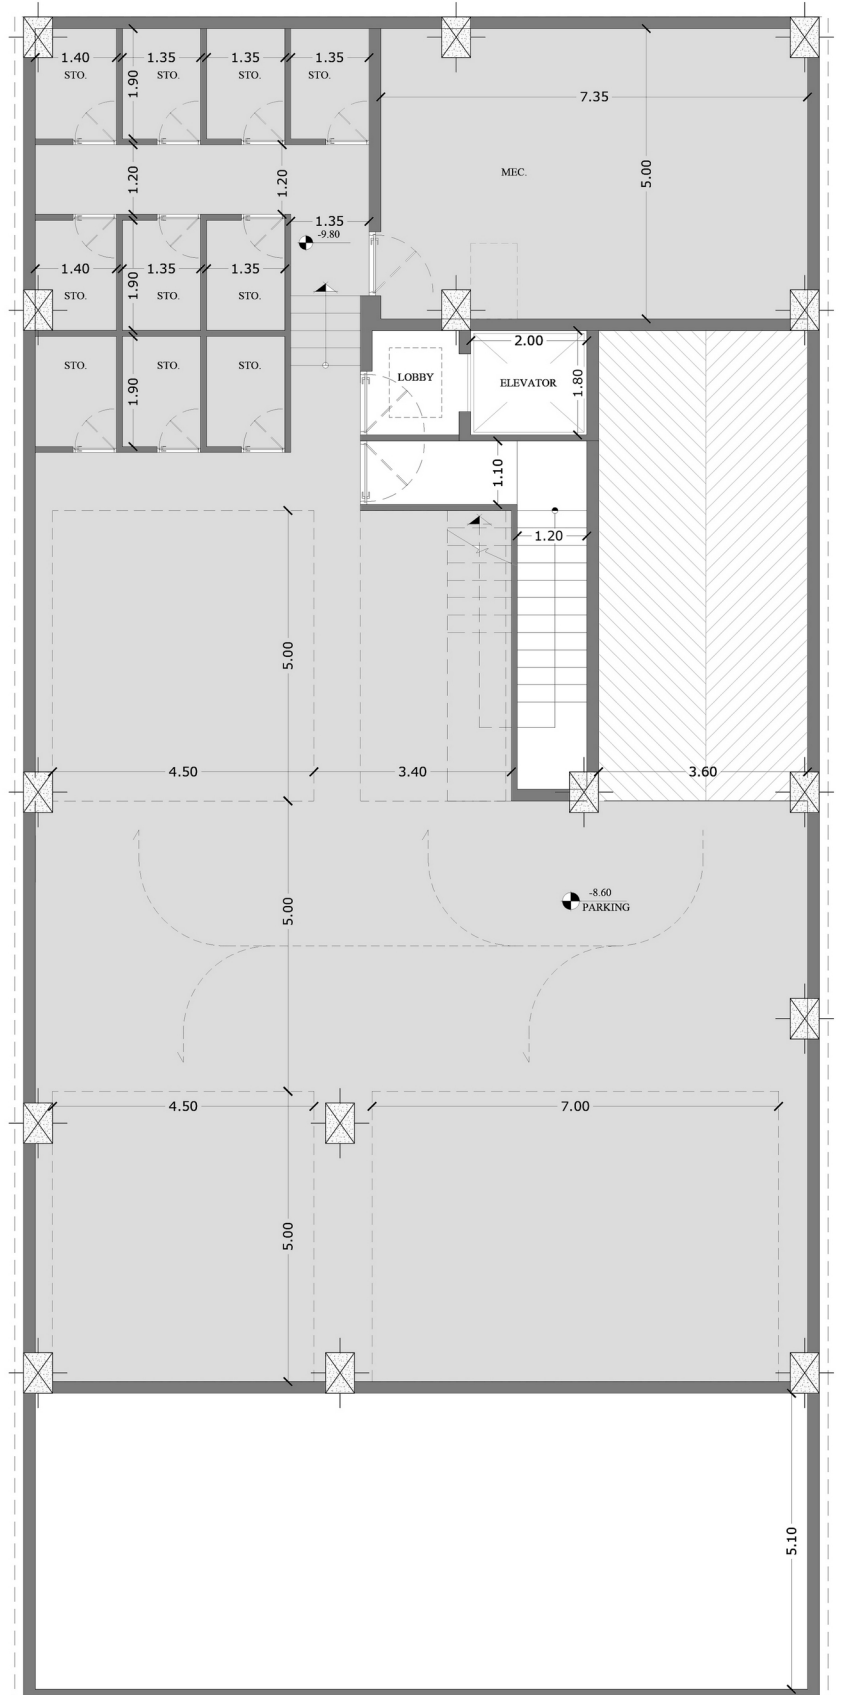 1.40 1.35 1.35 1.35
STO. STO. STO. STO.
1.90
7.35
5.00
MEC.
1.20 1.20
1.35
-9.80
1.40 1.35 1.35
1.90
STO. STO. STO.
2.00
STO. STO. STO.
1.90
LOBBY
ELEVATOR
1.80
1.10
1.20
5.00
4.50 3.40 3.60
-8.60
PARKING
5.00
4.50 7.00
5.00
5.10